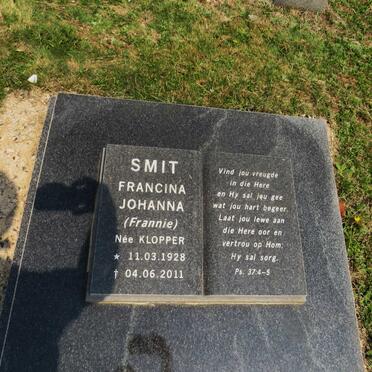 SMIT
FRANCINA
JOHANNA
(Frannie)
Née KLOPPER
* 11.03.1928
† 04.06.2011
Vind jou vreugde
in die Here
en Hy sal jou gee
wat jou hart begeer.
Laat jou lewe aan
die Here oor en
vertrou op Hom;
Hy sal sorg.
Ps. 37:4-5